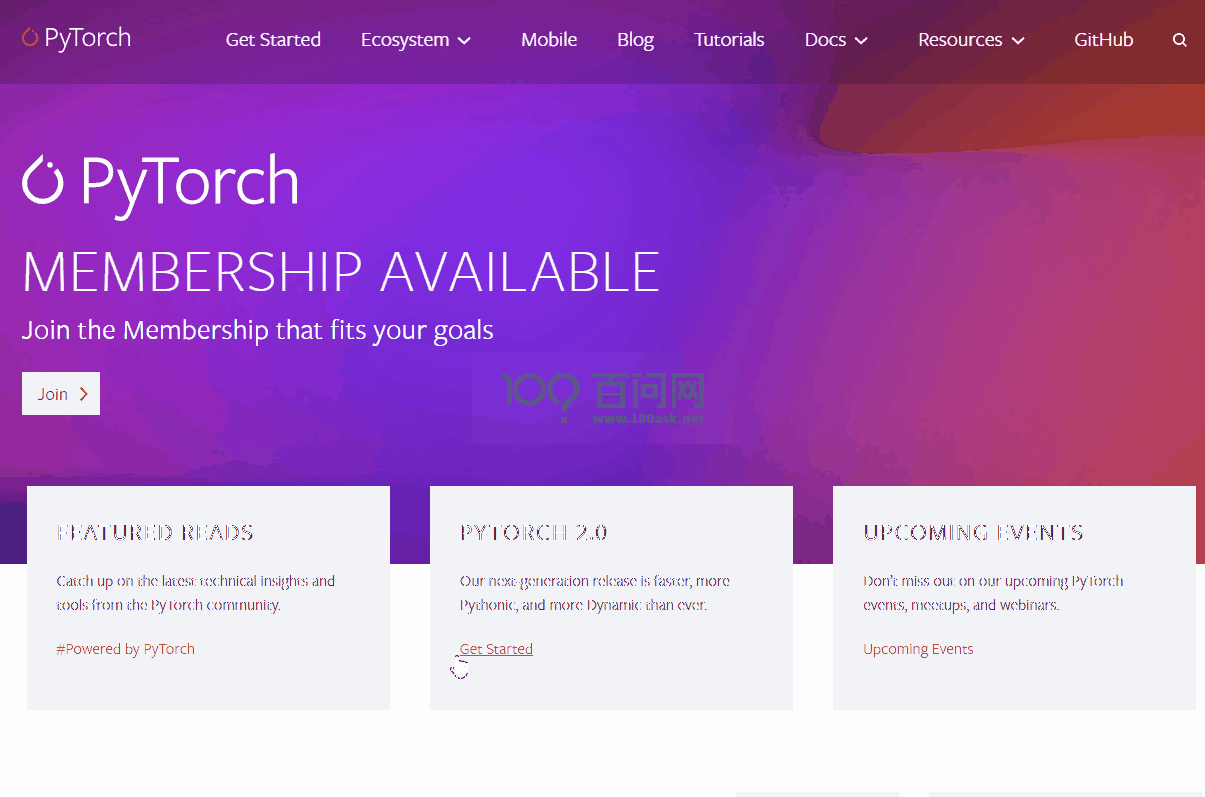 PyTorch
Get Started
Ecosystem
Mobile
Blog
Tutorials
Docs
Resources
GitHub
PyTorch
MEMBERSHIP AVAILABLE
Join the Membership that fits your goals
Join
100 百问网
www.100ask.net
FEATURED READS
Catch up on the latest technical insights and
tools from the PyTorch community.
#Powered by PyTorch
PYTORCH 2.0
Our next-generation release is faster, more
Pythonic, and more Dynamic than ever.
Get Started
UPCOMING EVENTS
Don't miss out on our upcoming PyTorch
events, meetups, and webinars.
Upcoming Events